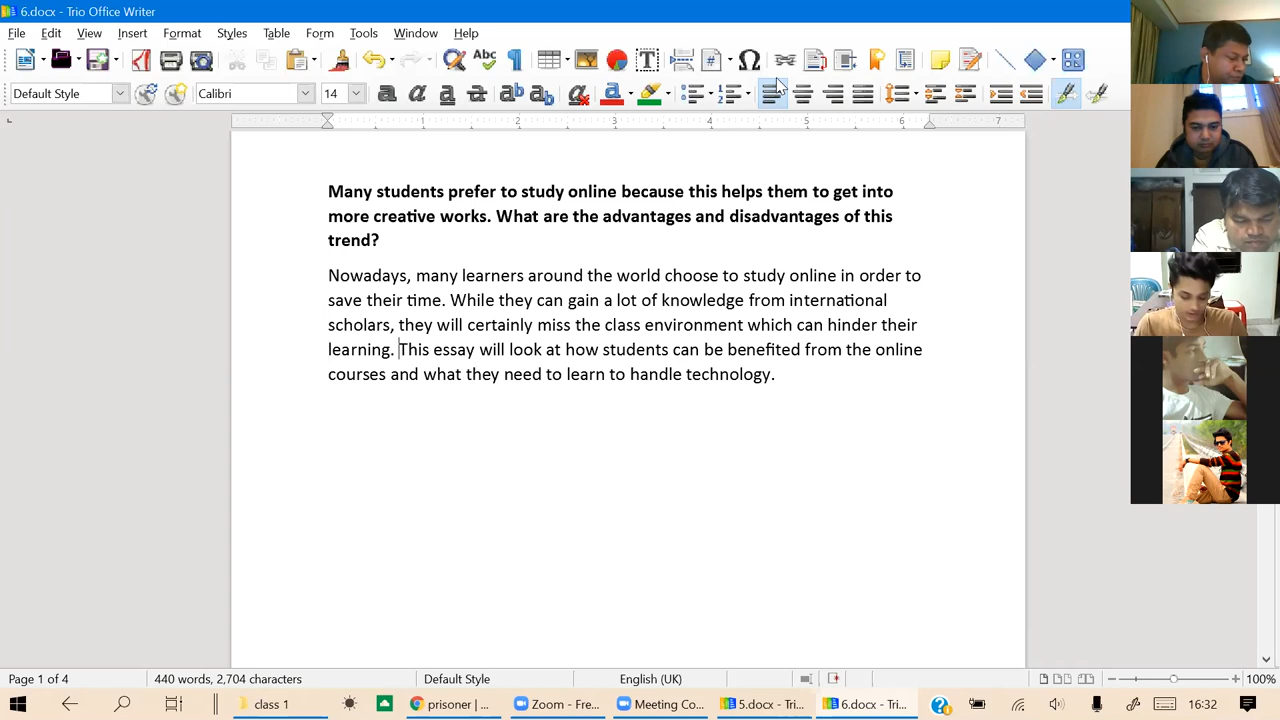 6.docx - Trio Office Writer
File Edit View Insert Format Styles Table Form Tools Window Help
Default Style Calibri 14
1 2 3 4 5 6 7
Many students prefer to study online because this helps them to get into
more creative works. What are the advantages and disadvantages of this
trend?
Nowadays, many learners around the world choose to study online in order to
save their time. While they can gain a lot of knowledge from international
scholars, they will certainly miss the class environment which can hinder their
learning. This essay will look at how students can be benefited from the online
courses and what they need to learn to handle technology.
Page 1 of 4 440 words, 2,704 characters Default Style English (UK) 100%
class 1 prisoner | ... Zoom - Fre... Meeting Co... 5.docx - Tri... 6.docx - Tri... 16:32